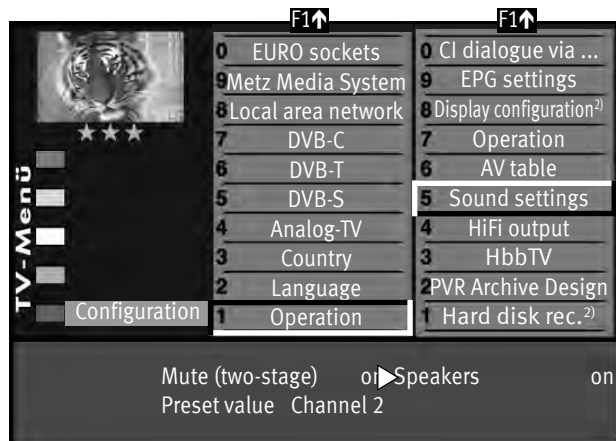 F1↑ F1↑
0 EURO sockets 0 CI dialogue via ...
9 Metz Media System 9 EPG settings
8 Local area network 8 Display configuration2)
7 DVB-C 7 Operation
6 DVB-T 6 AV table
5 DVB-S 5 Sound settings
4 Analog-TV 4 HiFi output
3 Country 3 HbbTV
2 Language 2 PVR Archive Design
Configuration 1 Operation 1 Hard disk rec.2)
TV-Menü
Mute (two-stage) on Speakers on
Preset value Channel 2